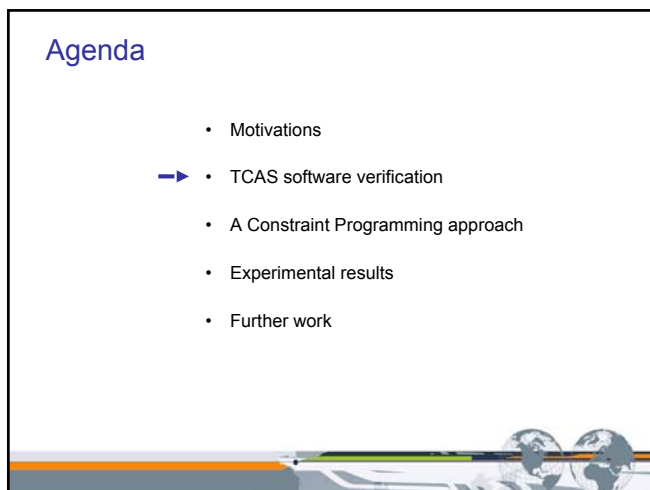 Agenda
• Motivations
• TCAS software verification
• A Constraint Programming approach
• Experimental results
• Further work